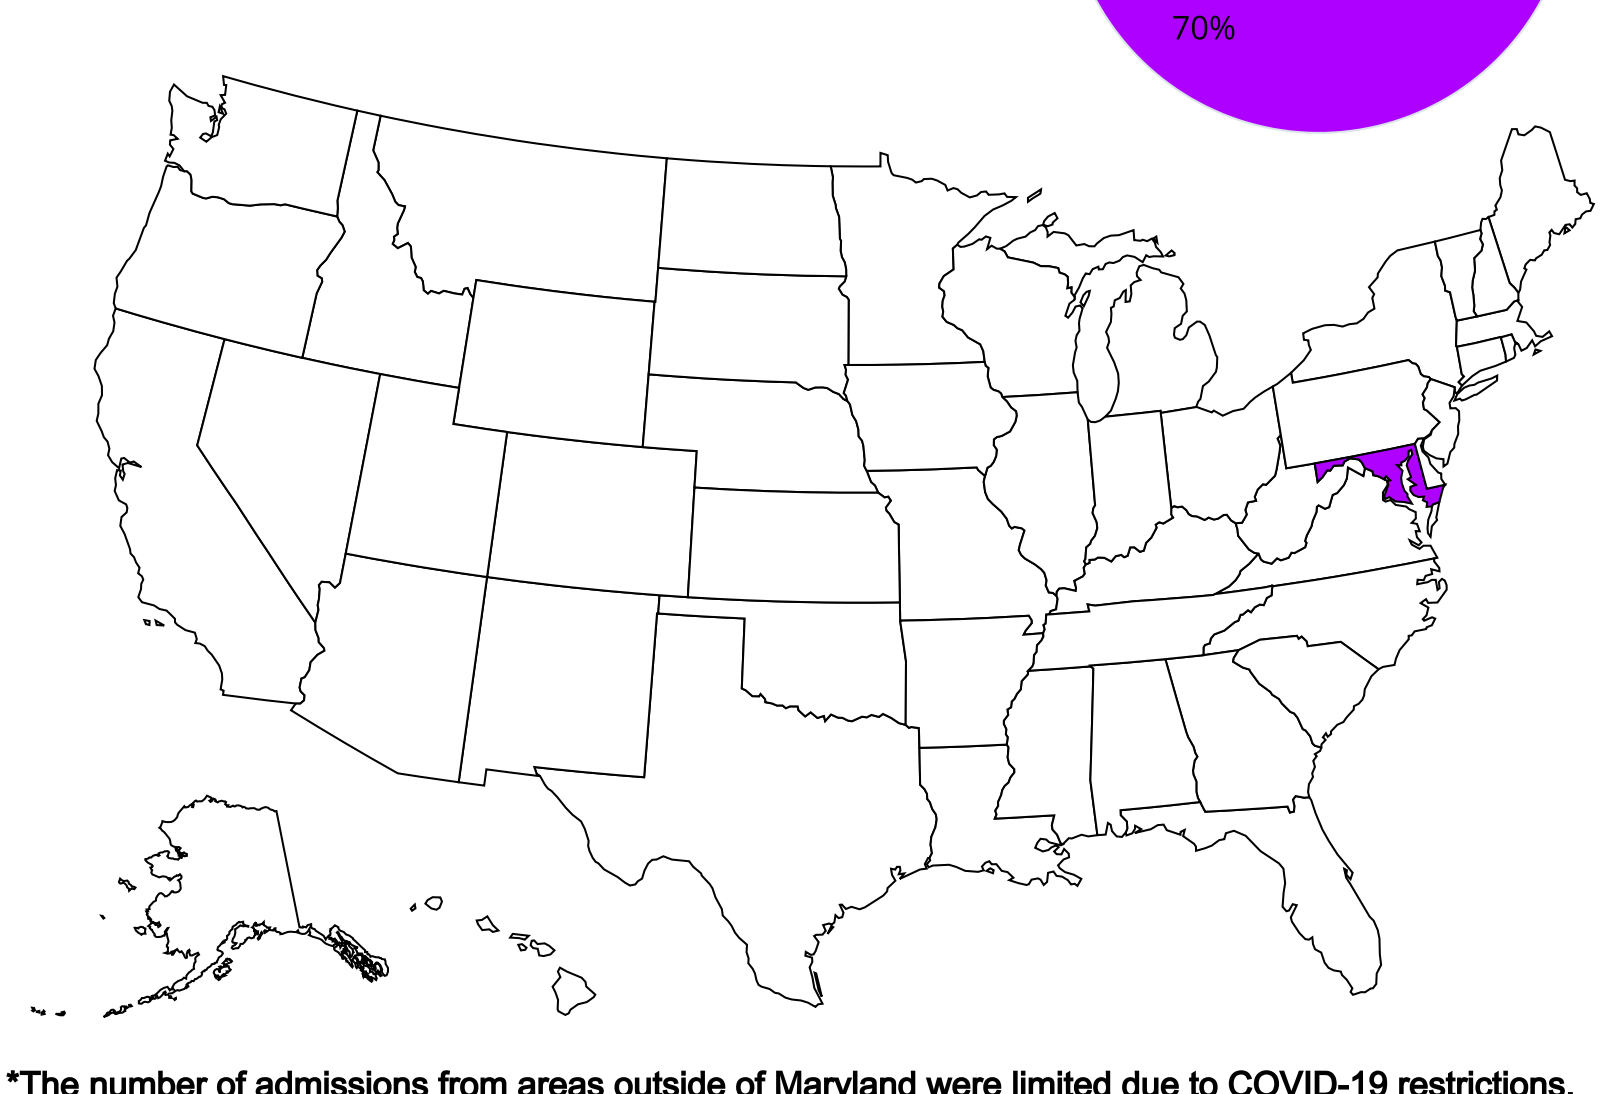 70%
*The number of admissions from areas outside of Maryland were limited due to COVID-19 restrictions.